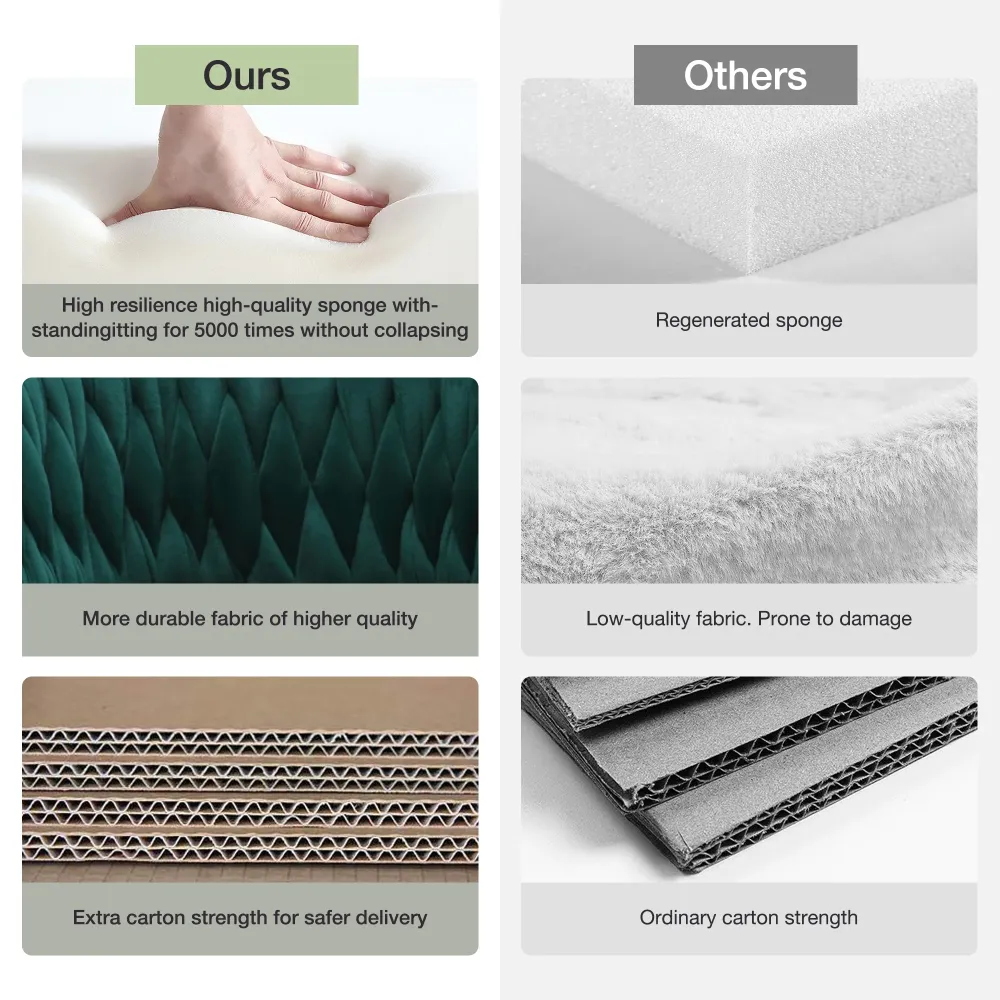 Ours
Others
High resilience high-quality sponge with-
standingitting for 5000 times without collapsing
Regenerated sponge
More durable fabric of higher quality
Low-quality fabric. Prone to damage
Extra carton strength for safer delivery
Ordinary carton strength